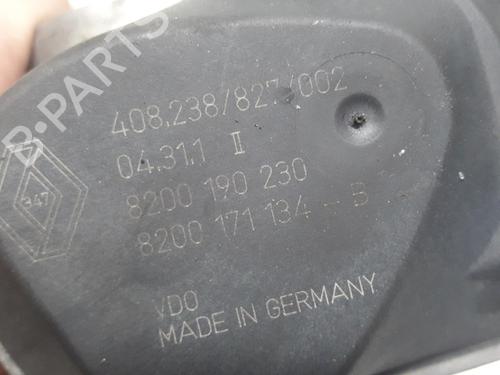 B-PARTS
408.238/827/002
04.31.1 II
347
8200 190 230
8200 171 134 - B
VDO
MADE IN GERMANY